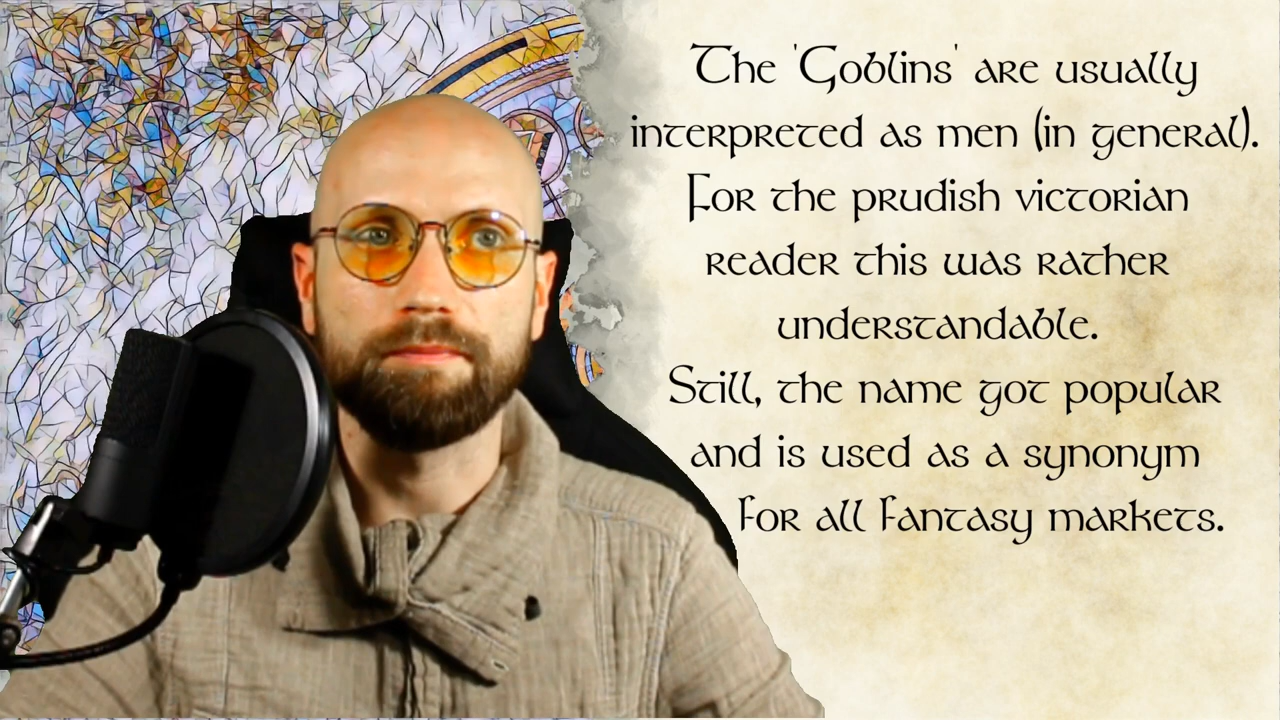 The 'Goblins' are usually
interpreted as men (in general).
For the prudish victorian
reader this was rather
understandable.
Still, the name got popular
and is used as a synonym
for all fantasy markets.